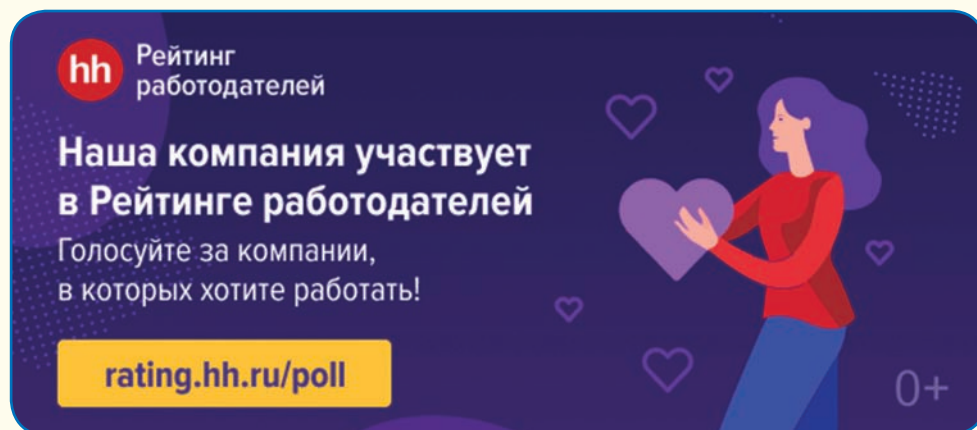 hh
Рейтинг
работодателей
Наша компания участвует
в Рейтинге работодателей
Голосуйте за компании,
в которых хотите работать!
rating.hh.ru/poll
0+